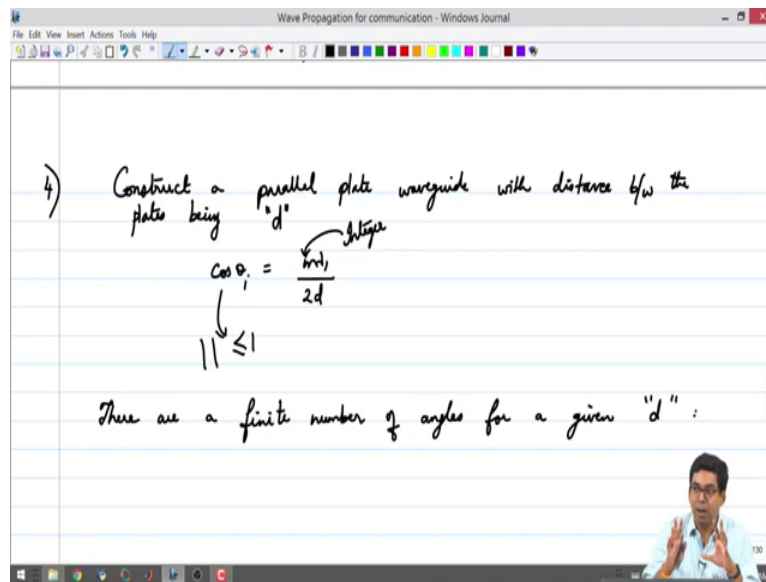 Wave Propagation for communication - Windows Journal
File Edit View Insert Actions Tools Help
B I
4) Construct a parallel plate waveguide with distance b/w the
plates being "d"
Integer
cos θi = mλ1
2d
| | ≤ 1
There are a finite number of angles for a given "d" :